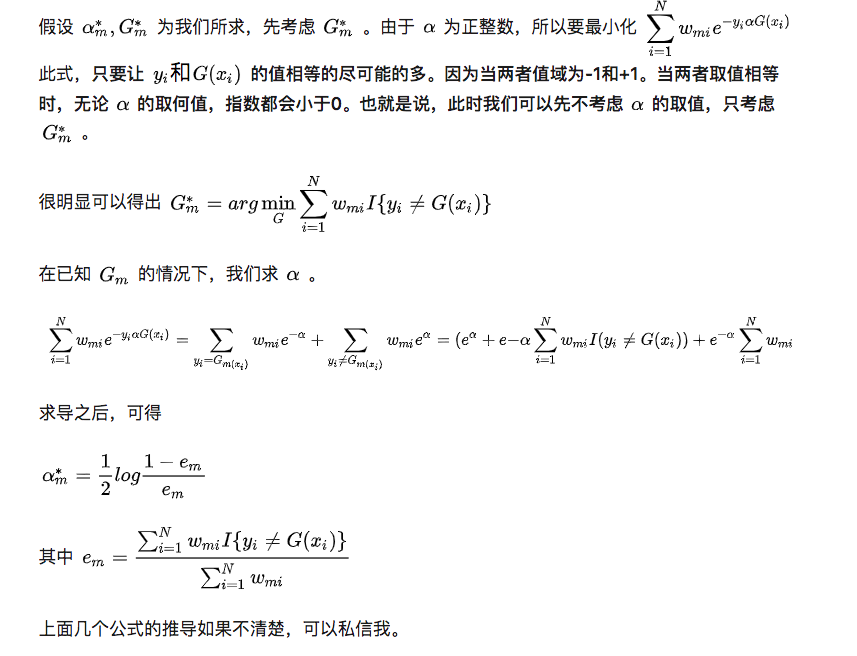 假设 $\alpha_m^*, G_m^*$ 为我们所求，先考虑 $G_m^*$ 。由于 $\alpha$ 为正整数，所以要最小化 $\sum_{i=1}^{N} w_{mi} e^{-y_i \alpha G(x_i)}$
此式，只要让 $y_i$和$G(x_i)$ 的值相等的尽可能的多。因为当两者值域为-1和+1。当两者取值相等
时，无论 $\alpha$ 的取何值，指数都会小于0。也就是说，此时我们可以先不考虑 $\alpha$ 的取值，只考虑
$G_m^*$ 。
很明显可以得出 $G_m^* = arg \min_{G} \sum_{i=1}^{N} w_{mi} I\{y_i \neq G(x_i)\}$
在已知 $G_m$ 的情况下，我们求 $\alpha$ 。
$\sum_{i=1}^{N} w_{mi} e^{-y_i \alpha G(x_i)} = \sum_{y_i = G_{m(x_i)}} w_{mi} e^{-\alpha} + \sum_{y_i \neq G_{m(x_i)}} w_{mi} e^{\alpha} = (e^{\alpha} + e - \alpha \sum_{i=1}^{N} w_{mi} I(y_i \neq G(x_i)) + e^{-\alpha} \sum_{i=1}^{N} w_{mi}$
求导之后，可得
$\alpha_m^* = \frac{1}{2} log \frac{1 - e_m}{e_m}$
其中 $e_m = \frac{\sum_{i=1}^{N} w_{mi} I\{y_i \neq G(x_i)\}}{\sum_{i=1}^{N} w_{mi}}$
上面几个公式的推导如果不清楚，可以私信我。